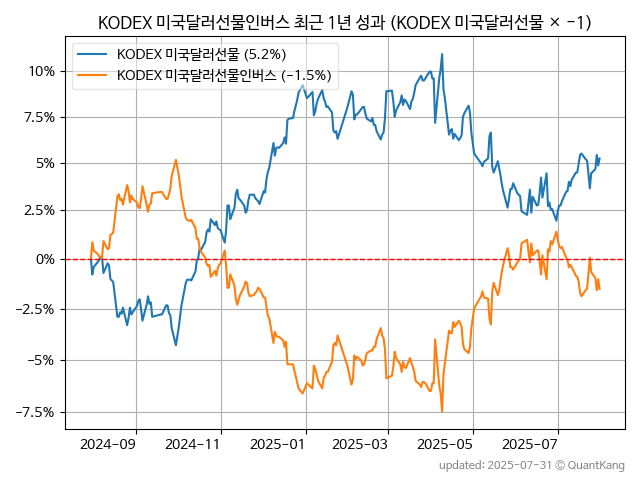 KODEX 미국달러선물인버스 최근 1년 성과 (KODEX 미국달러선물 × −1)
KODEX 미국달러선물 (5.2%)
KODEX 미국달러선물인버스 (−1.5%)
10%
7.5%
5%
2.5%
0%
−2.5%
−5%
−7.5%
2024-09 2024-11 2025-01 2025-03 2025-05 2025-07
updated: 2025-07-31 © QuantKang